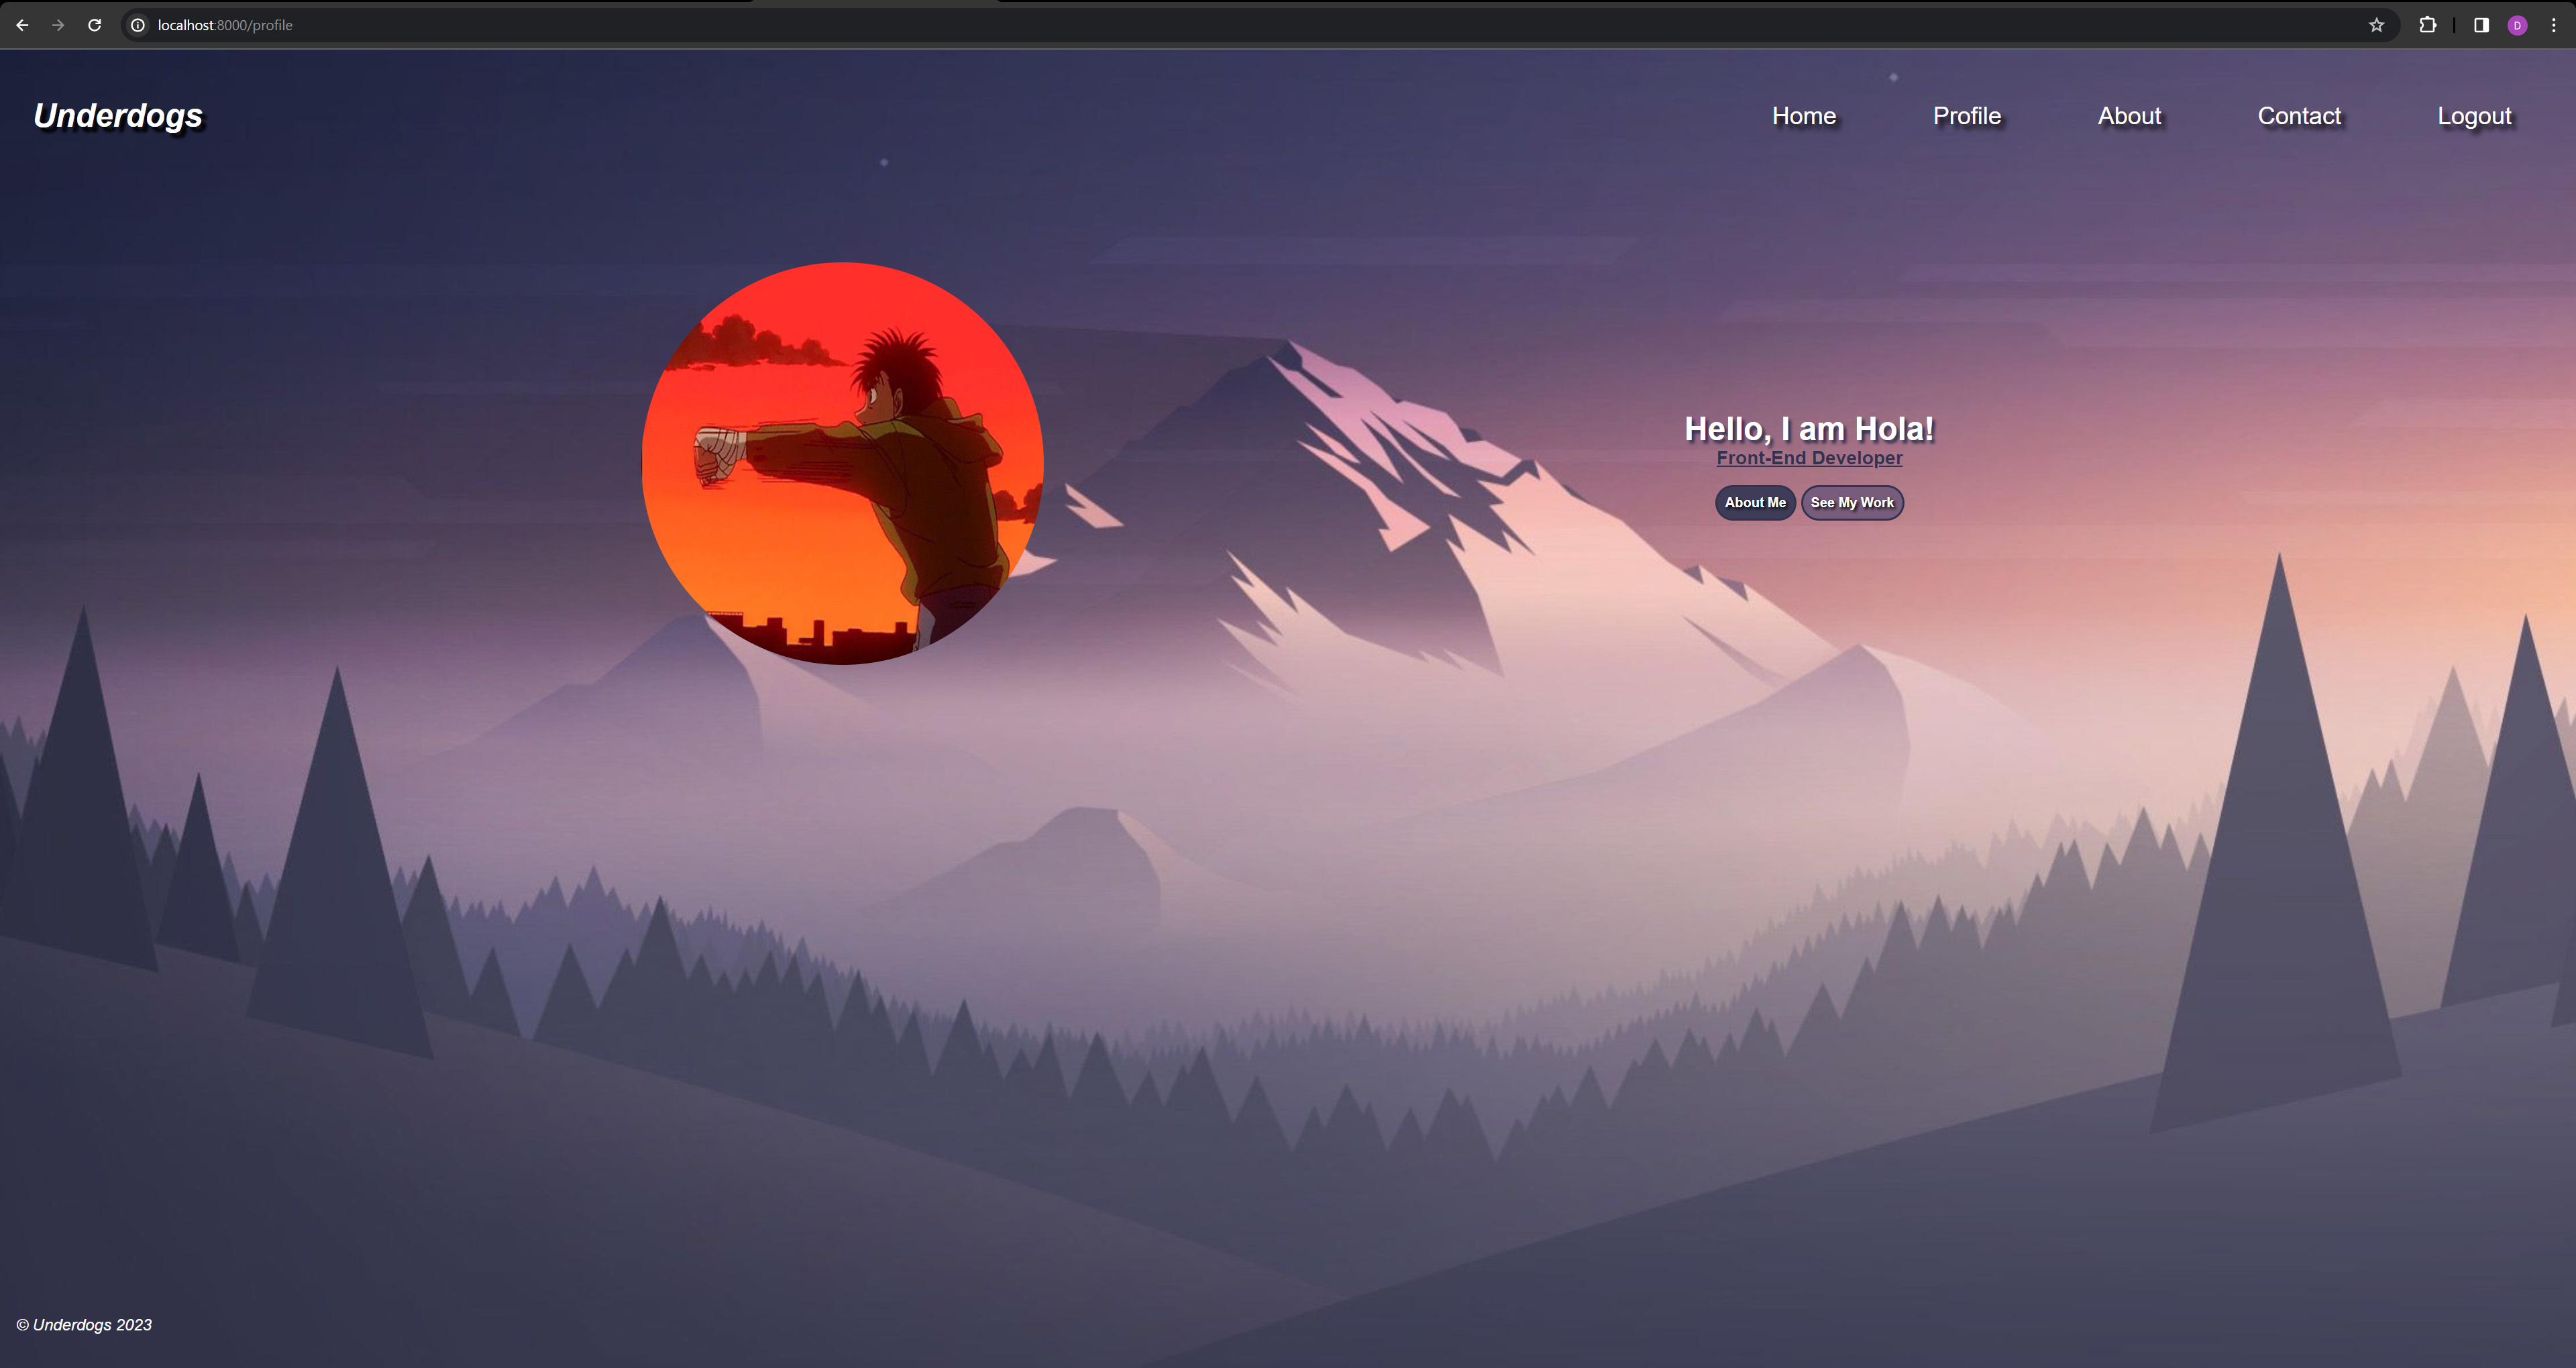 localhost:8000/profile
D
Underdogs
Home Profile About Contact Logout
Hello, I am Hola!
Front-End Developer
About Me See My Work
© Underdogs 2023